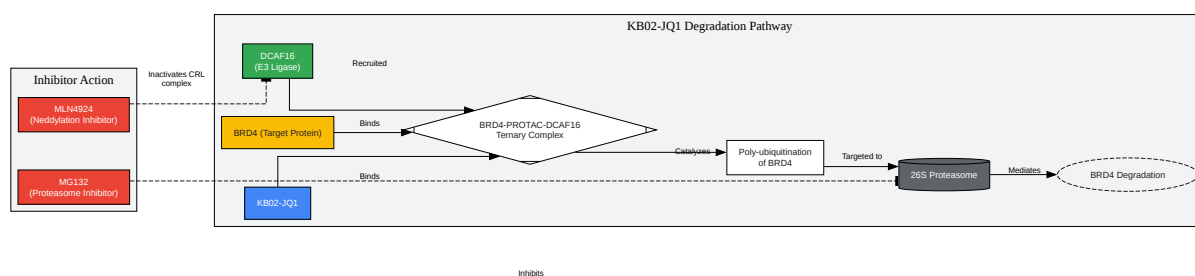 KB02-JQ1 Degradation Pathway
DCAF16
(E3 Ligase)
Recruited
Inactivates CRL
complex
Inhibitor Action
MLN4924
(Neddylation Inhibitor)
BRD4 (Target Protein)
Binds
BRD4-PROTAC-DCAF16
Ternary Complex
Catalyzes
Poly-ubiquitination
of BRD4
Targeted to
26S Proteasome
Mediates
BRD4 Degradation
MG132
(Proteasome Inhibitor)
Binds
KB02-JQ1
Inhibits